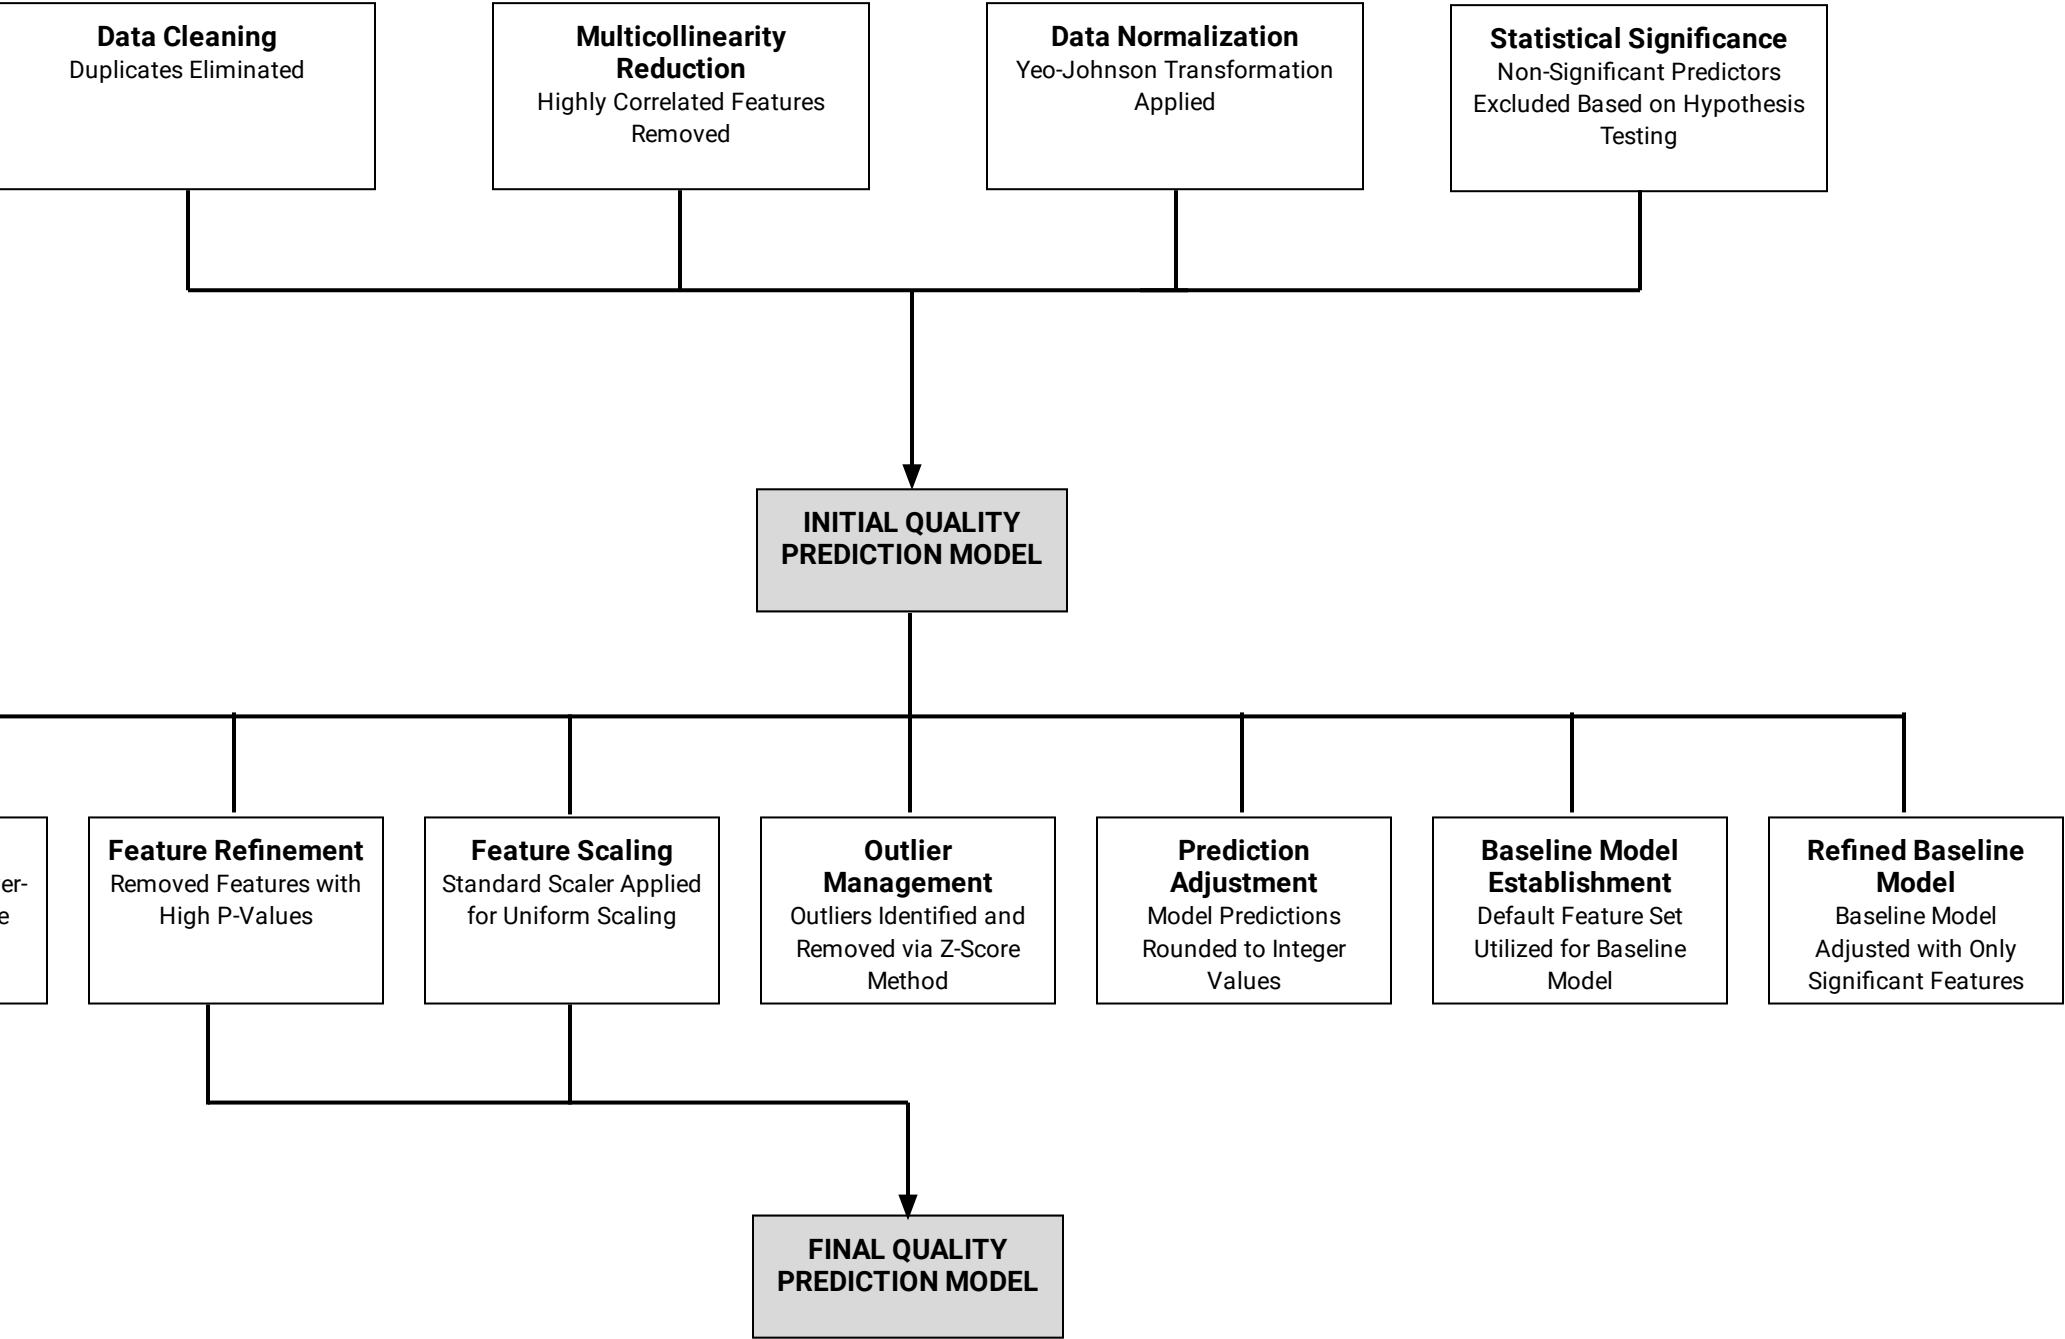 Data Cleaning
Duplicates Eliminated
Multicollinearity
Reduction
Highly Correlated Features
Removed
Data Normalization
Yeo-Johnson Transformation
Applied
Statistical Significance
Non-Significant Predictors
Excluded Based on Hypothesis
Testing
INITIAL QUALITY
PREDICTION MODEL
Feature Refinement
Removed Features with
High P-Values
Feature Scaling
Standard Scaler Applied
for Uniform Scaling
Outlier
Management
Outliers Identified and
Removed via Z-Score
Method
Prediction
Adjustment
Model Predictions
Rounded to Integer
Values
Baseline Model
Establishment
Default Feature Set
Utilized for Baseline
Model
Refined Baseline
Model
Baseline Model
Adjusted with Only
Significant Features
FINAL QUALITY
PREDICTION MODEL